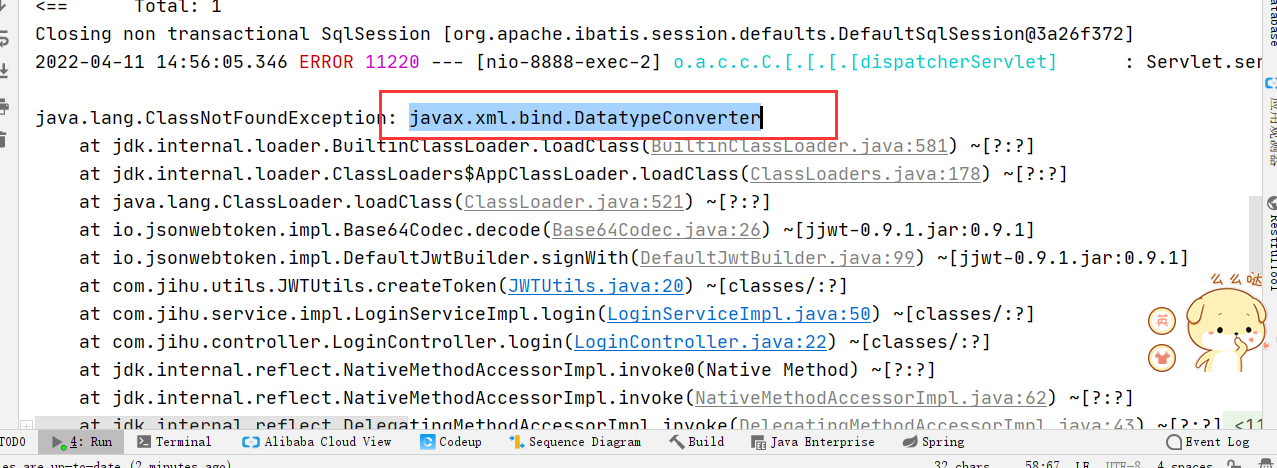 <==      Total: 1
Closing non transactional SqlSession [org.apache.ibatis.session.defaults.DefaultSqlSession@3a26f372]
2022-04-11 14:56:05.346 ERROR 11220 --- [nio-8888-exec-2] o.a.c.c.C.[.[.[.[dispatcherServlet]      : Servlet.ser
java.lang.ClassNotFoundException: javax.xml.bind.DatatypeConverter
at jdk.internal.loader.BuiltinClassLoader.loadClass(BuiltinClassLoader.java:581) ~[?:?]
at jdk.internal.loader.ClassLoaders$AppClassLoader.loadClass(ClassLoaders.java:178) ~[?:?]
at java.lang.ClassLoader.loadClass(ClassLoader.java:521) ~[?:?]
at io.jsonwebtoken.impl.Base64Codec.decode(Base64Codec.java:26) ~[jjwt-0.9.1.jar:0.9.1]
at io.jsonwebtoken.impl.DefaultJwtBuilder.signWith(DefaultJwtBuilder.java:99) ~[jjwt-0.9.1.jar:0.9.1]
at com.jihu.utils.JWTUtils.createToken(JWTUtils.java:20) ~[classes/:?]
at com.jihu.service.impl.LoginServiceImpl.login(LoginServiceImpl.java:50) ~[classes/:?]
at com.jihu.controller.LoginController.login(LoginController.java:22) ~[classes/:?]
at jdk.internal.reflect.NativeMethodAccessorImpl.invoke0(Native Method) ~[?:?]
at jdk.internal.reflect.NativeMethodAccessorImpl.invoke(NativeMethodAccessorImpl.java:62) ~[?:?]
at jdk.internal.reflect.DelegatingMethodAccessorImpl.invoke(DelegatingMethodAccessorImpl.java:43) ~[?:?] <11
atabase
RestfulTool
么么哒
英
TODO 4: Run Terminal Alibaba Cloud View Codeup Sequence Diagram Build Java Enterprise Spring Event Log
es are up-to-date (2 minutes ago) 32 chars 58:67 LF UTF-8 4 spaces